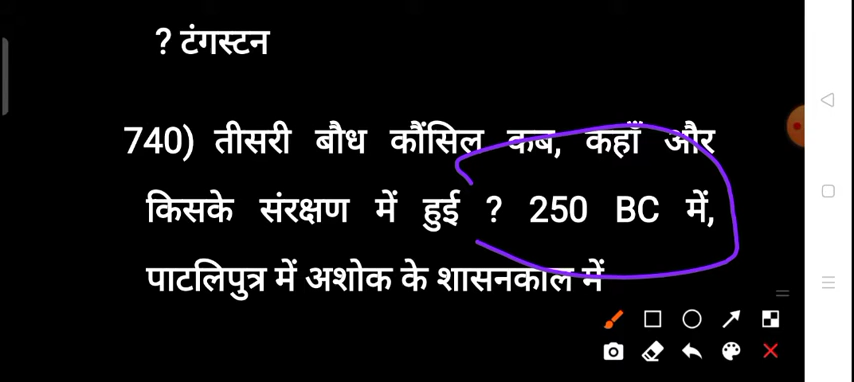 ? टंगस्टन
740) तीसरी बौध कौंसिल कब, कहाँ और
किसके संरक्षण में हुई ? 250 BC में,
पाटलिपुत्र में अशोक के शासनकाल में